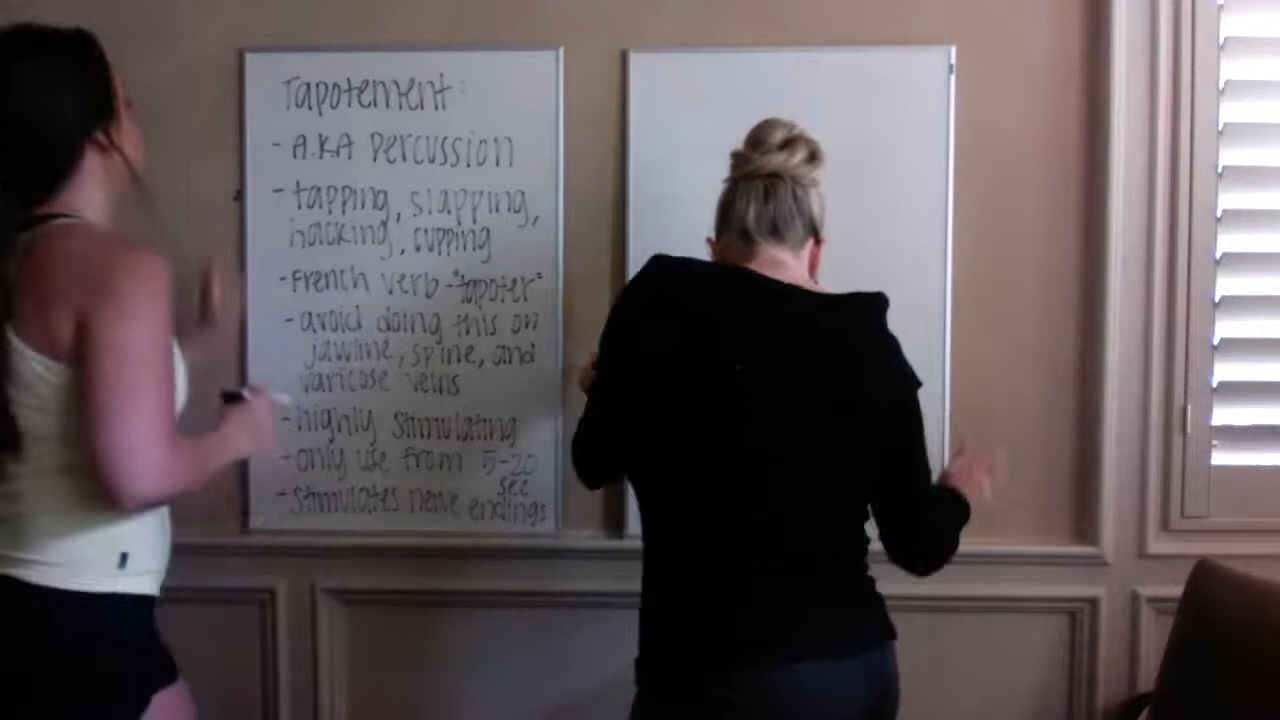 Tapotement:
- A.K.A Percussion
- tapping, slapping,
hacking, cupping
- French verb - "tapoter"
- avoid doing this on
jawline, spine, and
varicose veins
- highly stimulating
- only use from 5-20
sec
- Stimulates nerve endings